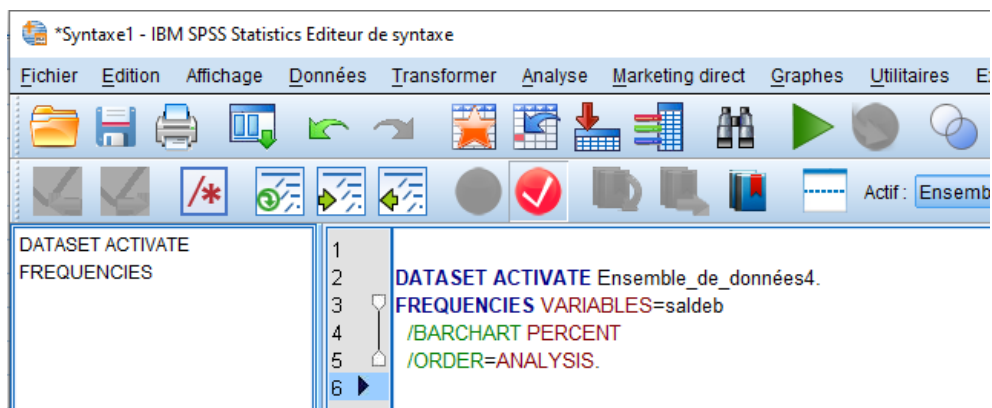 *Syntaxe1 - IBM SPSS Statistics Editeur de syntaxe
Fichier Edition Affichage Données Transformer Analyse Marketing direct Graphes Utilitaires
Actif :
DATASET ACTIVATE
FREQUENCIES
1
2 DATASET ACTIVATE Ensemble_de_données4.
3 FREQUENCIES VARIABLES=saldeb
4 /BARCHART PERCENT
5 /ORDER=ANALYSIS.
6